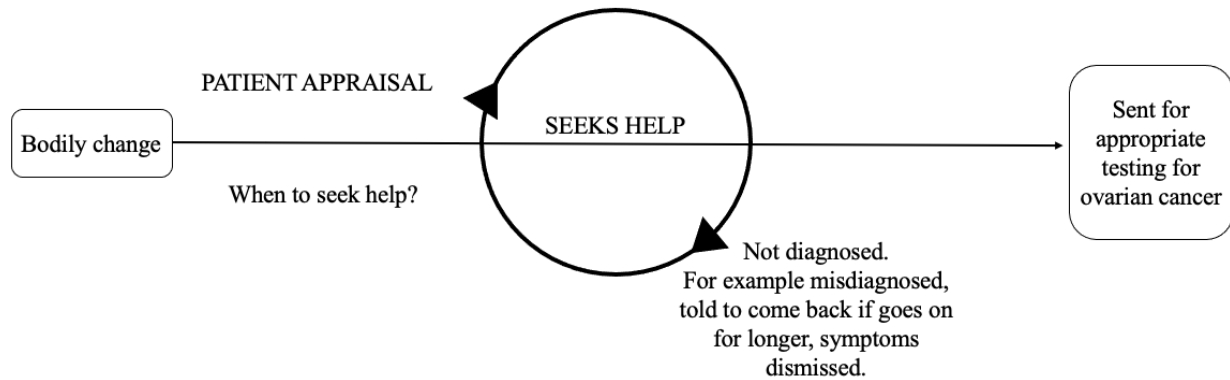 PATIENT APPRAISAL
Bodily change
When to seek help?
SEEKS HELP
Not diagnosed.
For example misdiagnosed,
told to come back if goes on
for longer, symptoms
dismissed.
Sent for
appropriate
testing for
ovarian cancer